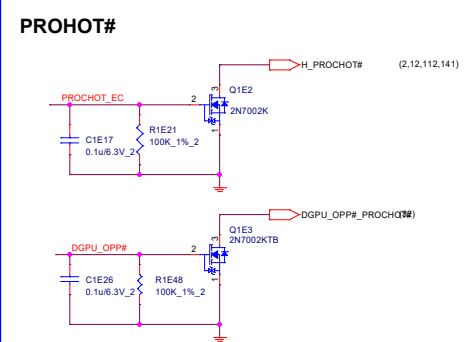 PROHOT#
H_PROCHOT# (2,12,112,141)
3
Q1E2
PROCHOT_EC
2
2N7002K
C1E17
0.1u/6.3V_2
R1E21
100K_1%_2
1
DGPU_OPP#_PROCHOT#
3
Q1E3
2N7002KTB
DGPU_OPP#
2
C1E26
0.1u/6.3V_2
R1E48
100K_1%_2
1